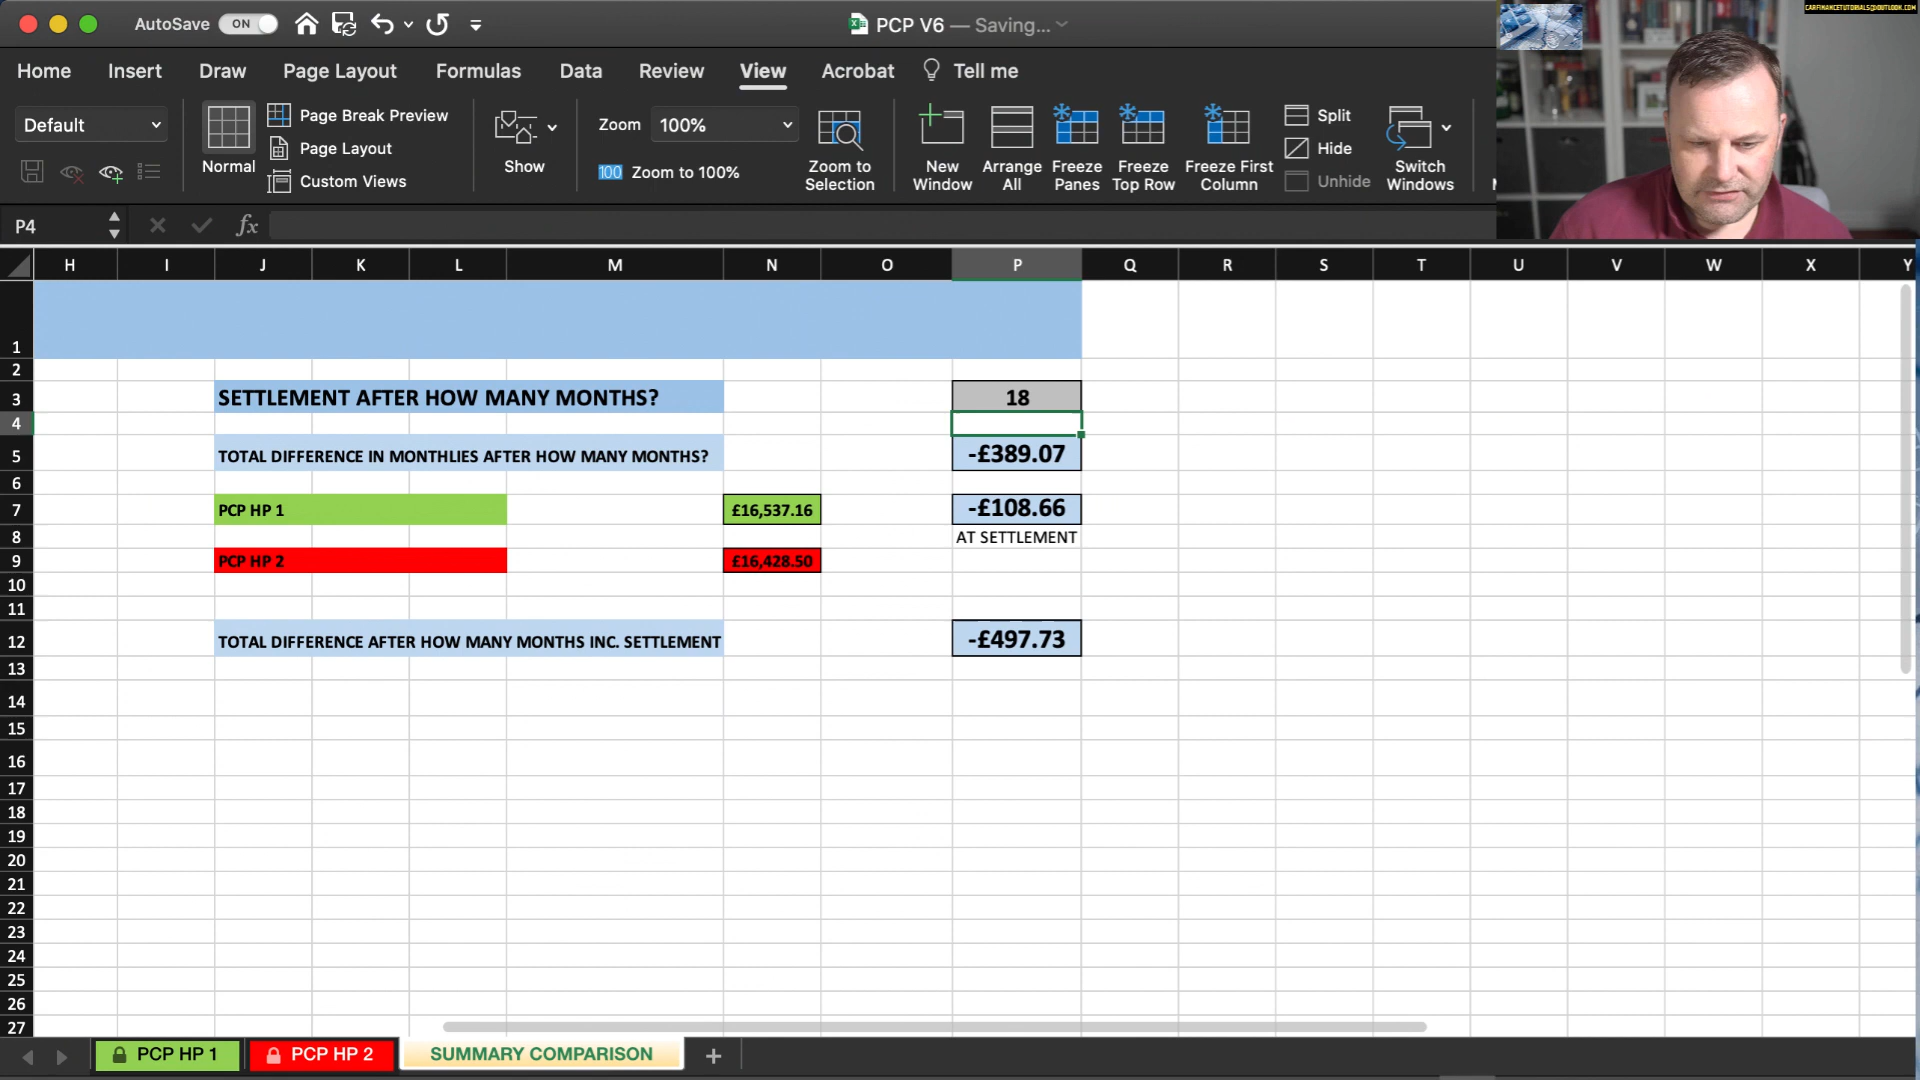 AutoSave ON
PCP V6 — Saving...
CARFINANCETUTORIALS@OUTLOOK.COM
Home Insert Draw Page Layout Formulas Data Review View Acrobat Tell me
Default
Normal
Page Break Preview
Page Layout
Custom Views
Show
Zoom 100%
100 Zoom to 100%
Zoom to Selection
New Window
Arrange All
Freeze Panes
Freeze Top Row
Freeze First Column
Split
Hide
Unhide
Switch Windows
P4 fx
H I J K L M N O P Q R S T U V W X Y
1
2
3 SETTLEMENT AFTER HOW MANY MONTHS? 18
4
5 TOTAL DIFFERENCE IN MONTHLIES AFTER HOW MANY MONTHS? -£389.07
6
7 PCP HP 1 £16,537.16 -£108.66
8 AT SETTLEMENT
9 PCP HP 2 £16,428.50
10
11
12 TOTAL DIFFERENCE AFTER HOW MANY MONTHS INC. SETTLEMENT -£497.73
13
14
15
16
17
18
19
20
21
22
23
24
25
26
27
PCP HP 1 PCP HP 2 SUMMARY COMPARISON +